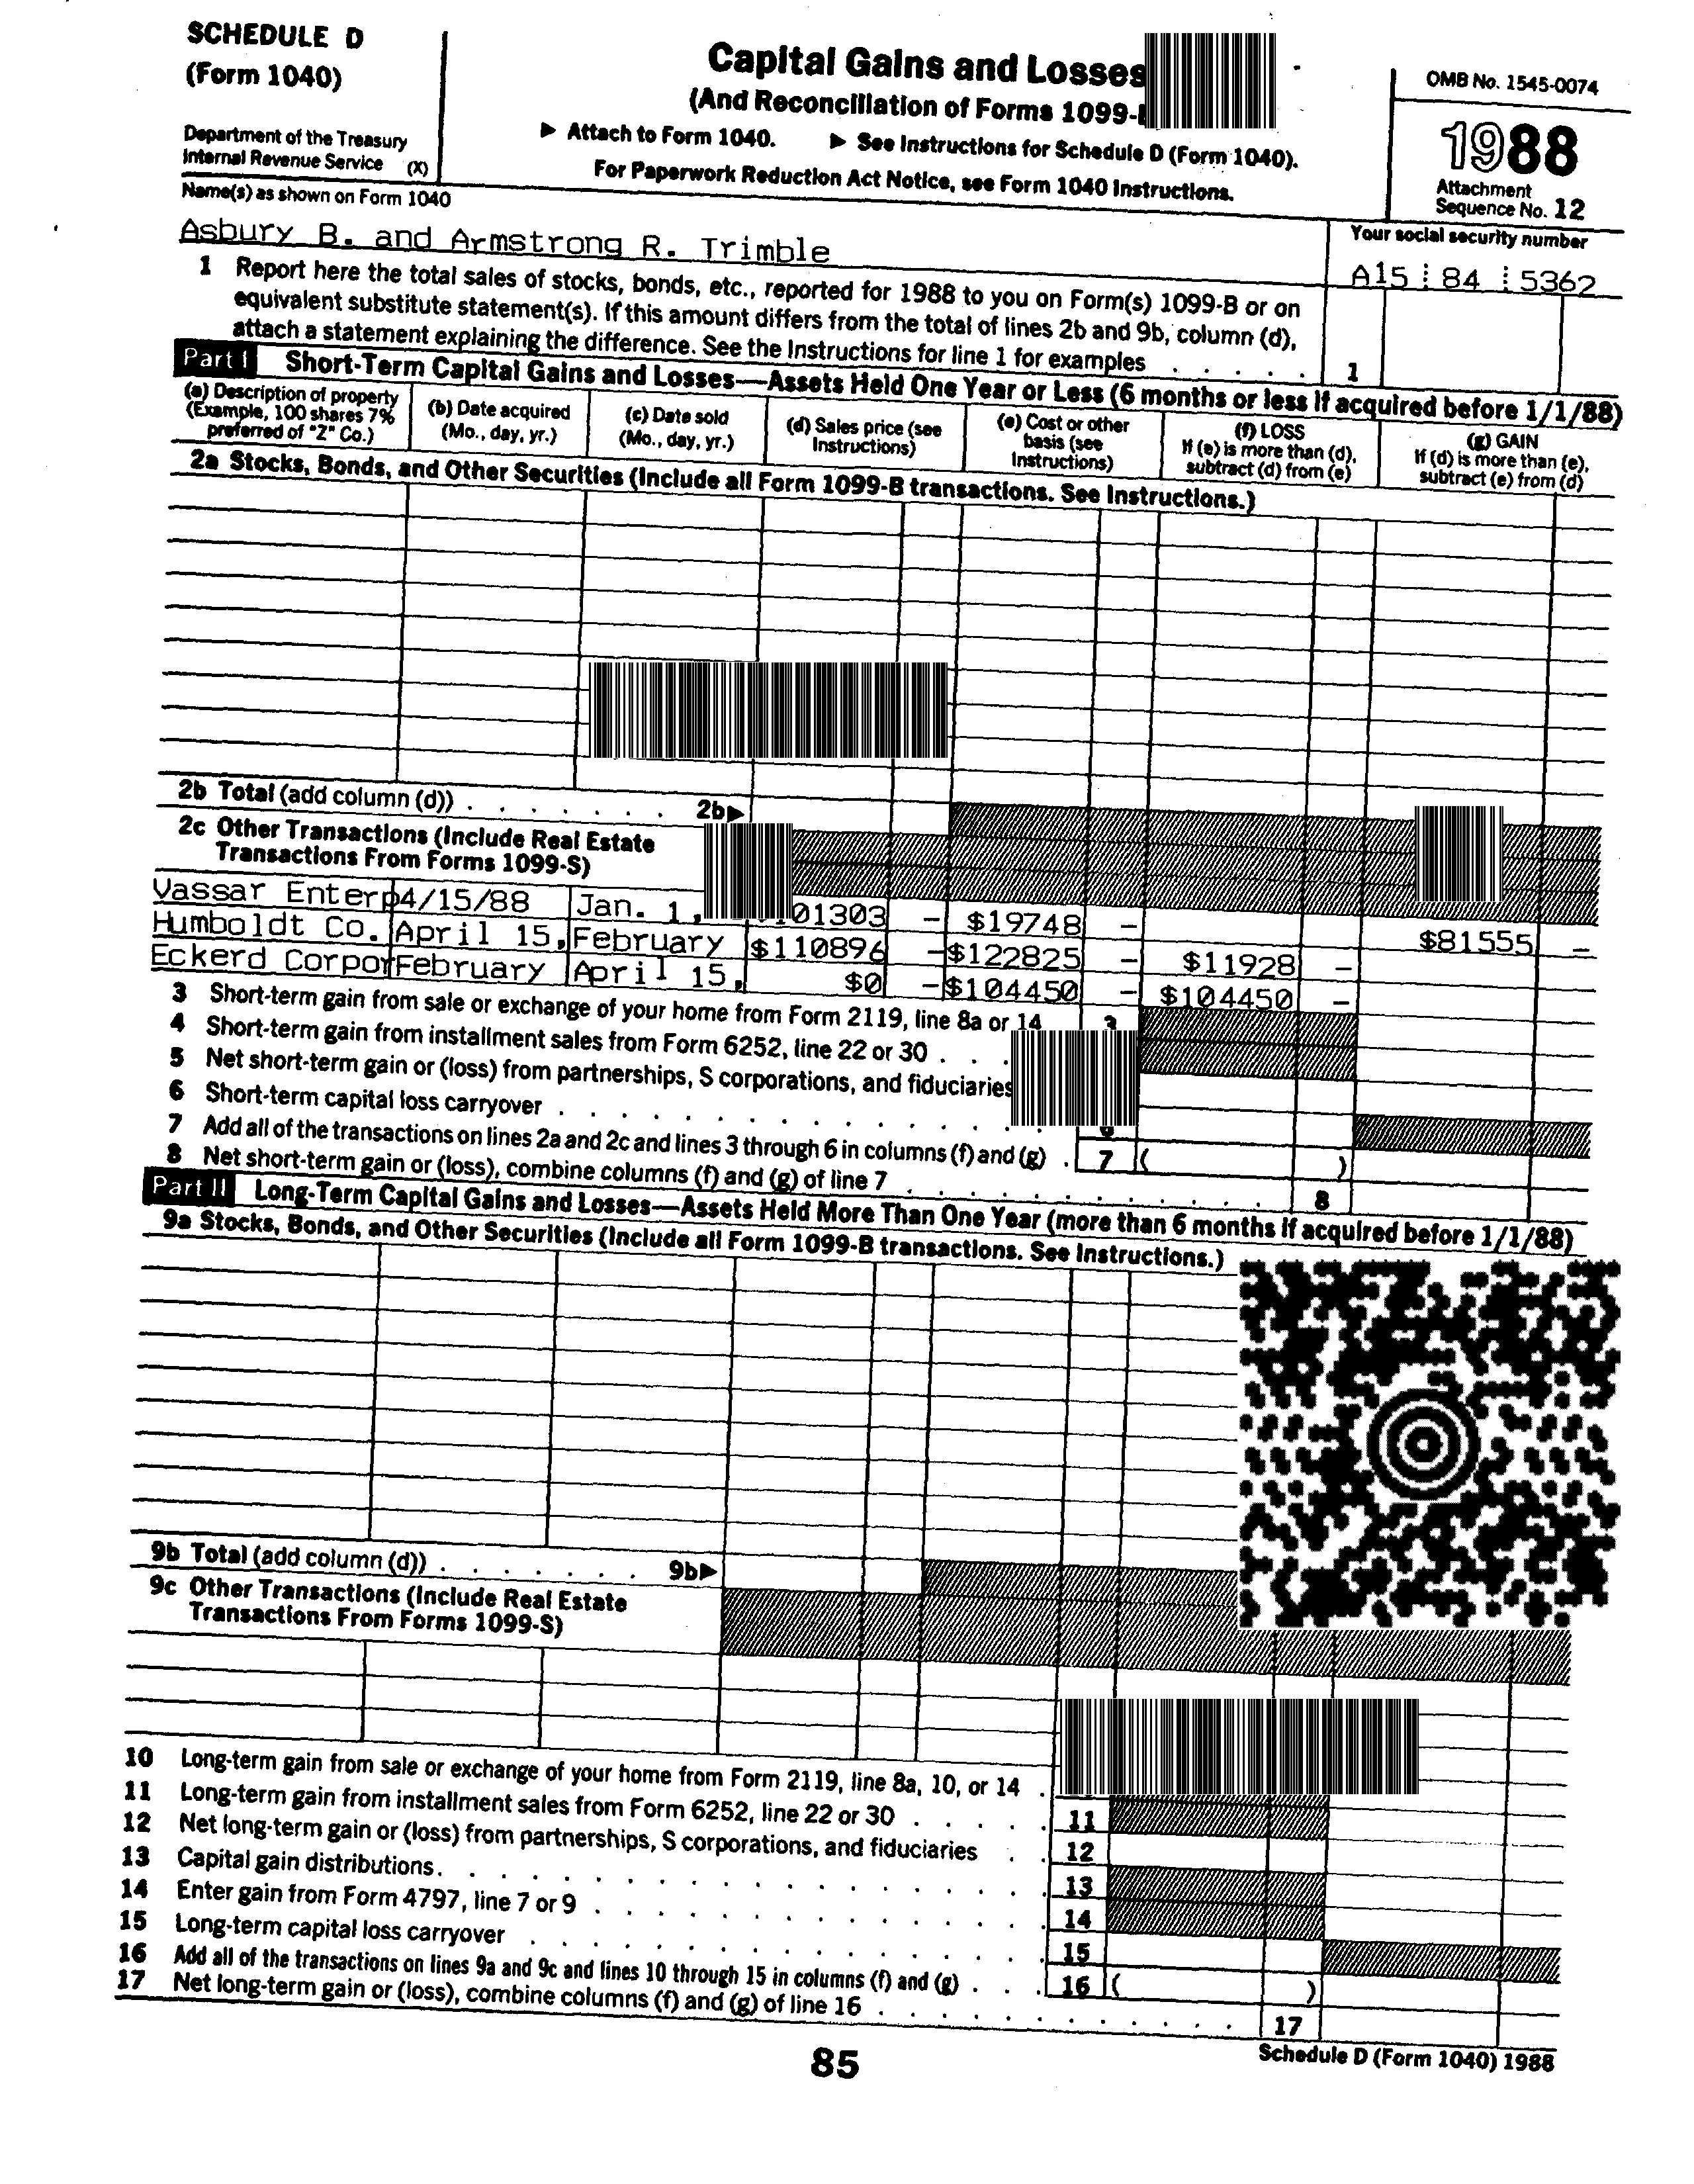 SCHEDULE D
(Form 1040)
Department of the Treasury
Internal Revenue Service (X)
Capital Gains and Losses
(And Reconciliation of Forms 1099-
▶ Attach to Form 1040. ▶ See Instructions for Schedule D (Form 1040).
For Paperwork Reduction Act Notice, see Form 1040 Instructions.
OMB No. 1545-0074
1988
Attachment
Sequence No. 12
Name(s) as shown on Form 1040
Your social security number
Asbury B. and Armstrong R. Trimble
A15 84 5362
1 Report here the total sales of stocks, bonds, etc., reported for 1988 to you on Form(s) 1099-B or on
equivalent substitute statement(s). If this amount differs from the total of lines 2b and 9b, column (d),
attach a statement explaining the difference. See the Instructions for line 1 for examples . . . . . 1
Part I Short-Term Capital Gains and Losses—Assets Held One Year or Less (6 months or less if acquired before 1/1/88)
(a) Description of property
(Example, 100 shares 7%
preferred of "Z" Co.)
(b) Date acquired
(Mo., day, yr.)
(c) Date sold
(Mo., day, yr.)
(d) Sales price (see
Instructions)
(e) Cost or other
basis (see
Instructions)
(f) LOSS
If (e) is more than (d),
subtract (d) from (e)
(g) GAIN
If (d) is more than (e),
subtract (e) from (d)
2a Stocks, Bonds, and Other Securities (Include all Form 1099-B transactions. See Instructions.)
2b Total (add column (d)) . . . . . . . 2b▶
2c Other Transactions (Include Real Estate
Transactions From Forms 1099-S)
Vassar Enterp 4/15/88 Jan. 1, 01303 - $19748 - $81555 -
Humboldt Co. April 15, February $110896 - $122825 - $11928 -
Eckerd Corpor February April 15, $0 - $104450 - $104450 -
3 Short-term gain from sale or exchange of your home from Form 2119, line 8a or 14
4 Short-term gain from installment sales from Form 6252, line 22 or 30 . . .
5 Net short-term gain or (loss) from partnerships, S corporations, and fiduciaries
6 Short-term capital loss carryover . . . . . . . . . . . .
7 Add all of the transactions on lines 2a and 2c and lines 3 through 6 in columns (f) and (g) . 7 ( )
8 Net short-term gain or (loss), combine columns (f) and (g) of line 7 . . . . . . . . . . . . 8
Part II Long-Term Capital Gains and Losses—Assets Held More Than One Year (more than 6 months if acquired before 1/1/88)
9a Stocks, Bonds, and Other Securities (Include all Form 1099-B transactions. See Instructions.)
9b Total (add column (d)) . . . . . . . 9b▶
9c Other Transactions (Include Real Estate
Transactions From Forms 1099-S)
10 Long-term gain from sale or exchange of your home from Form 2119, line 8a, 10, or 14 .
11 Long-term gain from installment sales from Form 6252, line 22 or 30 . . . . . 11
12 Net long-term gain or (loss) from partnerships, S corporations, and fiduciaries . . 12
13 Capital gain distributions . . . . . . . . . . . . . . . . . 13
14 Enter gain from Form 4797, line 7 or 9 . . . . . . . . . . . . 14
15 Long-term capital loss carryover . . . . . . . . . . . . . . 15
16 Add all of the transactions on lines 9a and 9c and lines 10 through 15 in columns (f) and (g) . . . 16 ( )
17 Net long-term gain or (loss), combine columns (f) and (g) of line 16 . . . . . . . . . . . . 17
85
Schedule D (Form 1040) 1988